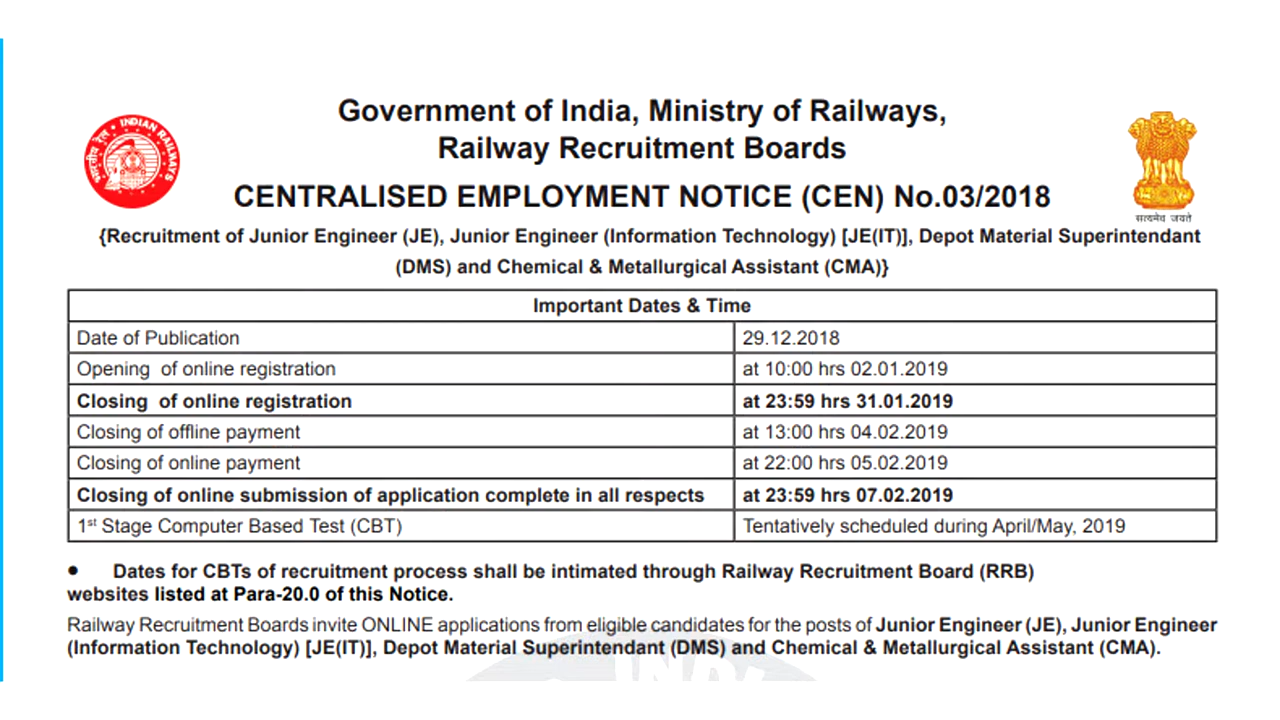 Government of India, Ministry of Railways,
Railway Recruitment Boards
CENTRALISED EMPLOYMENT NOTICE (CEN) No.03/2018
भारतीय रेल • INDIAN RAILWAYS
सत्यमेव जयते
{Recruitment of Junior Engineer (JE), Junior Engineer (Information Technology) [JE(IT)], Depot Material Superintendant
(DMS) and Chemical & Metallurgical Assistant (CMA)}
Important Dates & Time
Date of Publication 29.12.2018
Opening of online registration at 10:00 hrs 02.01.2019
Closing of online registration at 23:59 hrs 31.01.2019
Closing of offline payment at 13:00 hrs 04.02.2019
Closing of online payment at 22:00 hrs 05.02.2019
Closing of online submission of application complete in all respects at 23:59 hrs 07.02.2019
1st Stage Computer Based Test (CBT) Tentatively scheduled during April/May, 2019
• Dates for CBTs of recruitment process shall be intimated through Railway Recruitment Board (RRB)
websites listed at Para-20.0 of this Notice.
Railway Recruitment Boards invite ONLINE applications from eligible candidates for the posts of Junior Engineer (JE), Junior Engineer
(Information Technology) [JE(IT)], Depot Material Superintendant (DMS) and Chemical & Metallurgical Assistant (CMA).